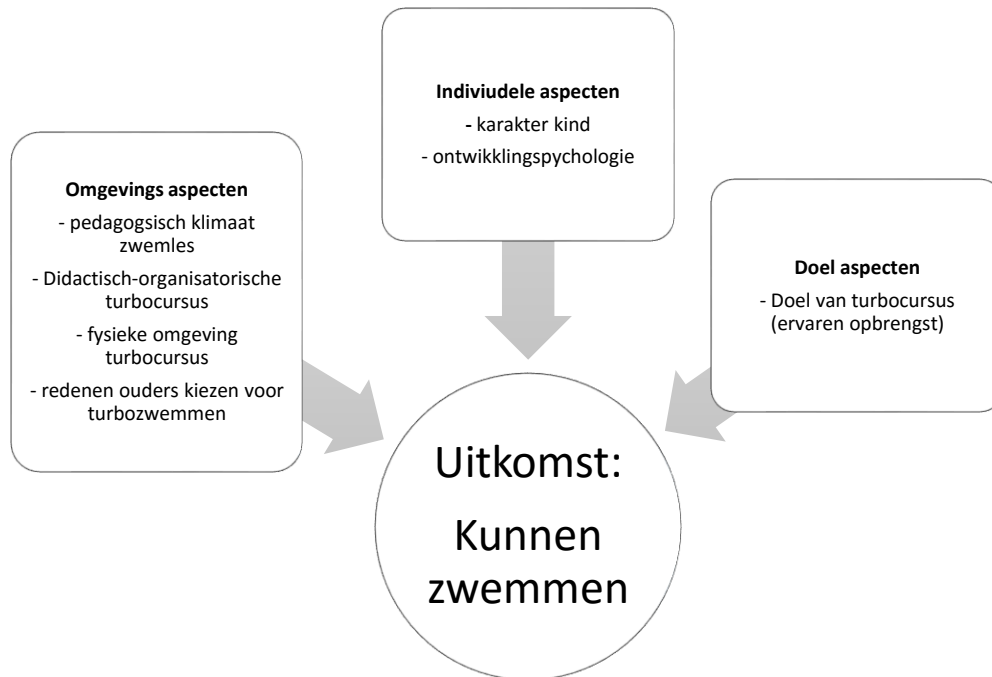 Omgevings aspecten
- pedagogsisch klimaat
zwemles
- Didactisch-organisatorische
turbocursus
- fysieke omgeving
turbocursus
- redenen ouders kiezen voor
turbozwemmen
Indiviudele aspecten
- karakter kind
- ontwikklingspychologie
Doel aspecten
- Doel van turbocursus
(ervaren opbrengst)
Uitkomst:
Kunnen
zwemmen